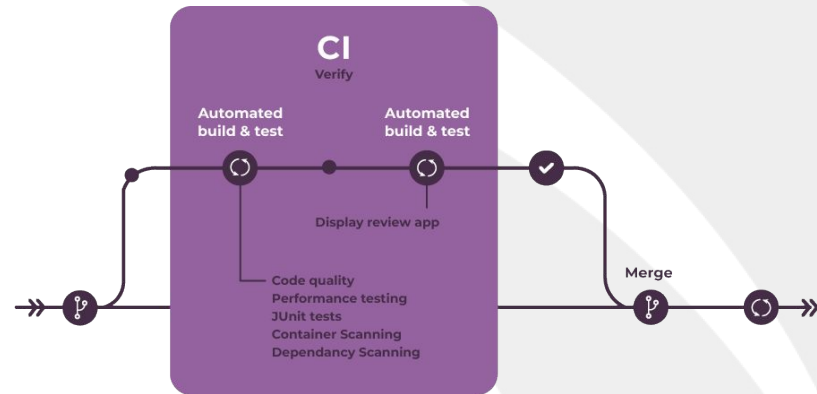 CI
Verify
Automated
build & test
Automated
build & test
Display review app
Code quality
Performance testing
JUnit tests
Container Scanning
Dependancy Scanning
Merge